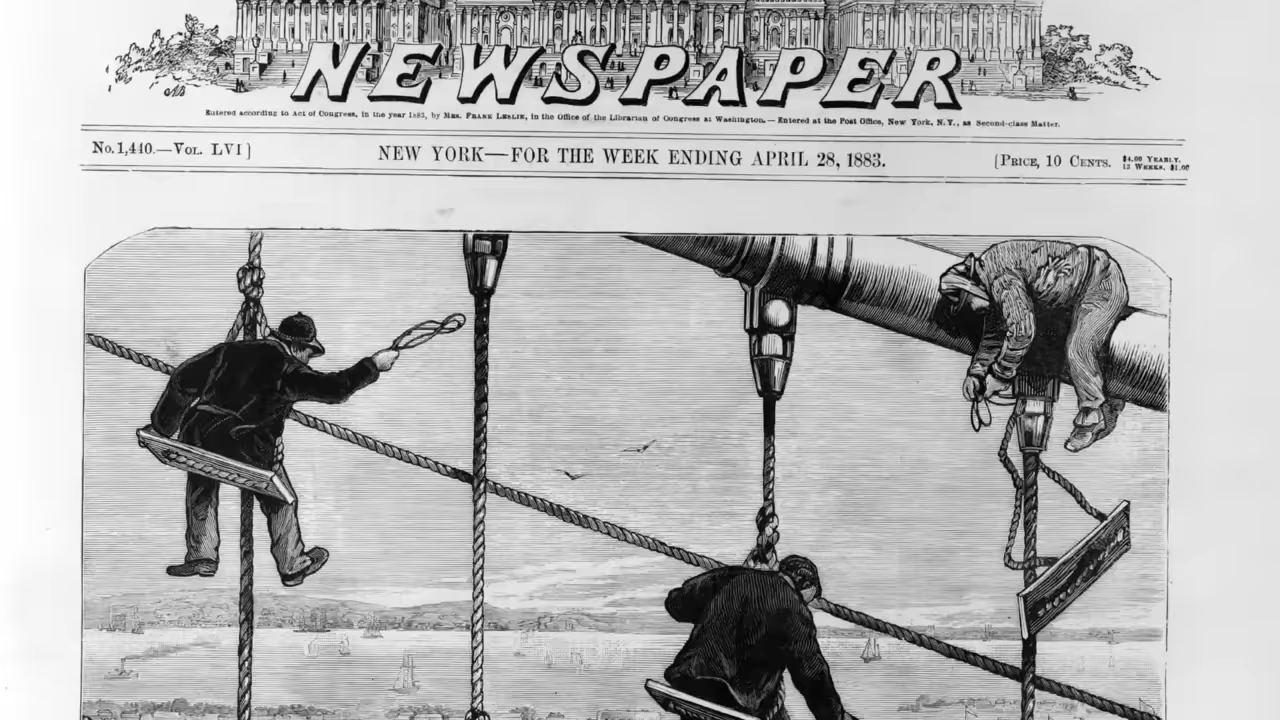 NEWSPAPER
Entered according to Act of Congress, in the year 1883, by Mrs. Frank Leslie, in the Office of the Librarian of Congress at Washington.—Entered at the Post Office, New York, N.Y., as Second-class Matter.
No. 1,440.—Vol. LVI] NEW YORK—FOR THE WEEK ENDING APRIL 28, 1883. [Price, 10 Cents. $4.00 Yearly. 13 Weeks, $1.00